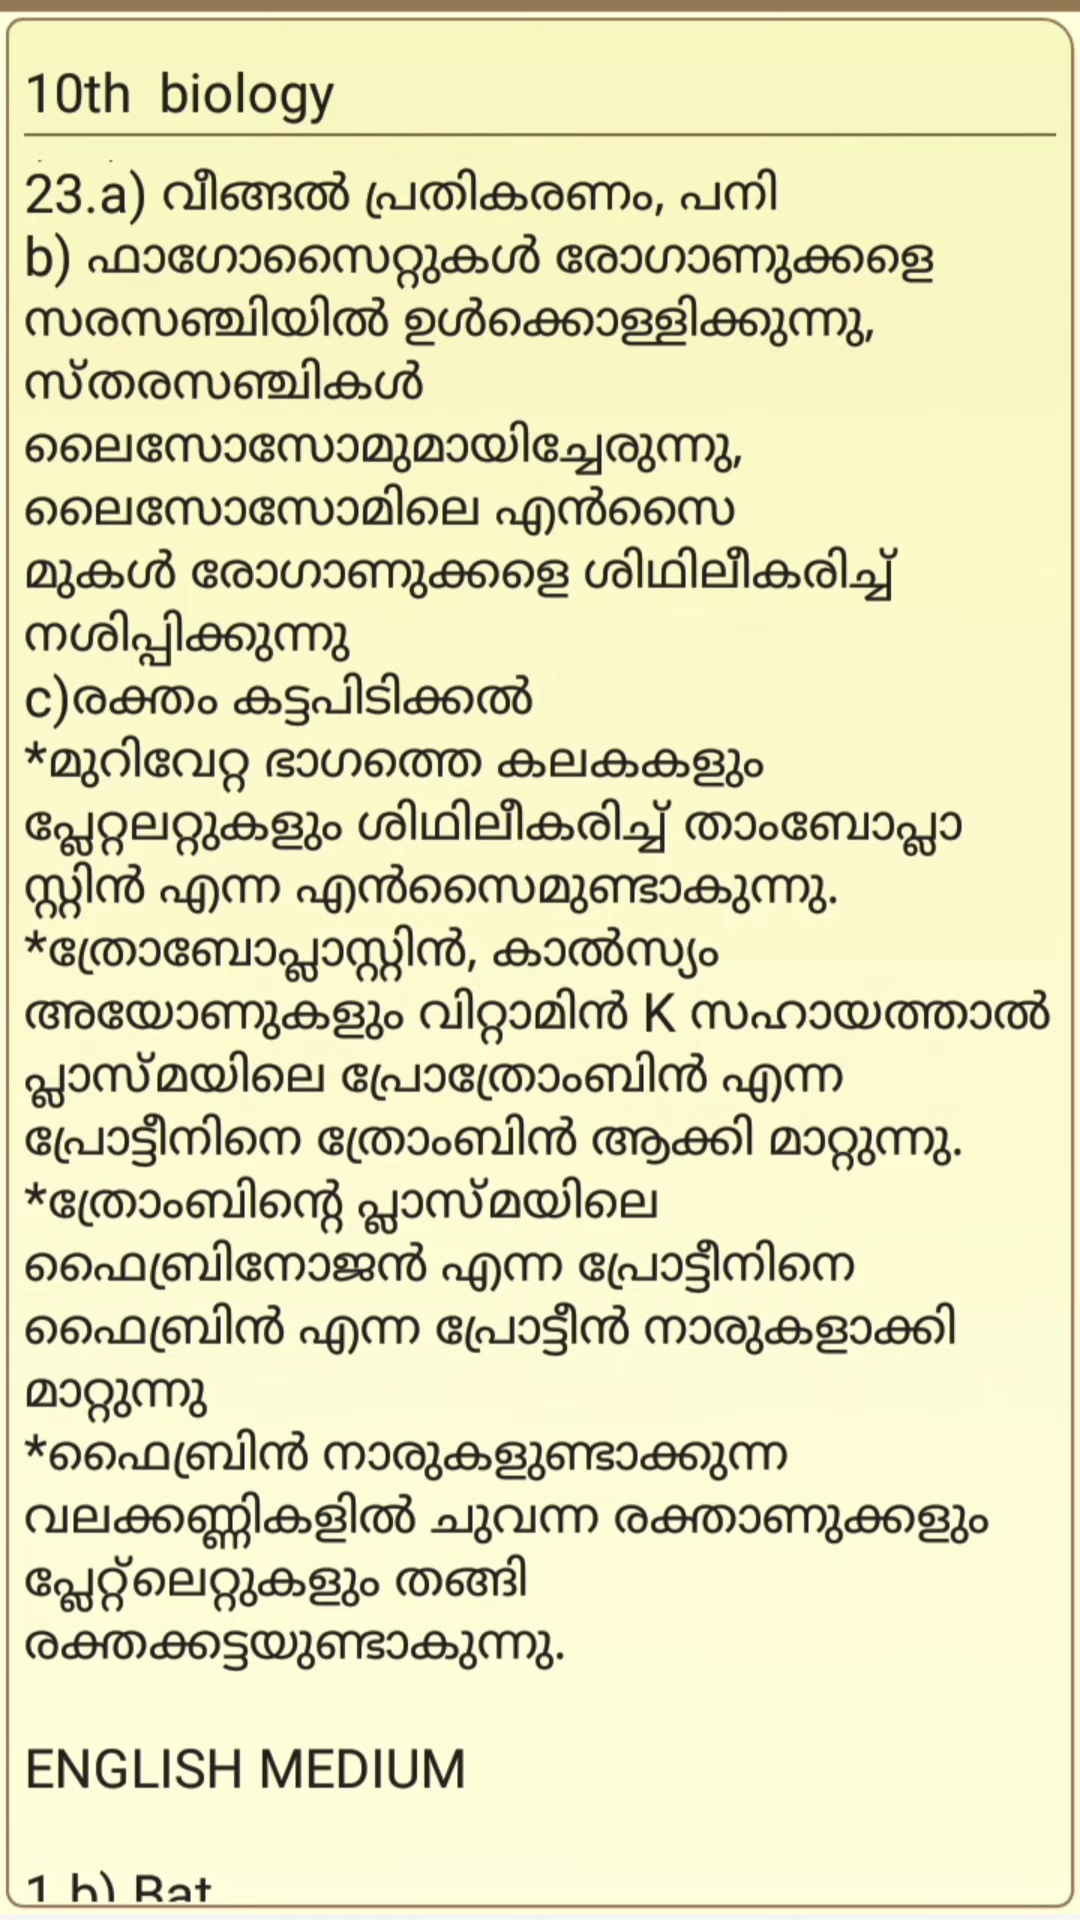 10th biology
23.a) വീങ്ങൽ പ്രതികരണം, പനി
b) ഫാഗോസൈറ്റുകൾ രോഗാണുക്കളെ
സരസഞ്ചിയിൽ ഉൾക്കൊള്ളിക്കുന്നു,
സ്‌തരസഞ്ചികൾ
ലൈസോസോമുമായിച്ചേരുന്നു,
ലൈസോസോമിലെ എൻസൈ
മുകൾ രോഗാണുക്കളെ ശിഥിലീകരിച്ച്
നശിപ്പിക്കുന്നു
c)രക്തം കട്ടപിടിക്കൽ
*മുറിവേറ്റ ഭാഗത്തെ കലകകളും
പ്ലേറ്റലറ്റുകളും ശിഥിലീകരിച്ച് താംബോപ്ലാ
സ്റ്റിൻ എന്ന എൻസൈമുണ്ടാകുന്നു.
*ത്രോബോപ്ലാസ്റ്റിൻ, കാൽസ്യം
അയോണുകളും വിറ്റാമിൻ K സഹായത്താൽ
പ്ലാസ്‌മയിലെ പ്രോത്രോംബിൻ എന്ന
പ്രോട്ടീനിനെ ത്രോംബിൻ ആക്കി മാറ്റുന്നു.
*ത്രോംബിന്റെ പ്ലാസ്‌മയിലെ
ഫൈബ്രിനോജൻ എന്ന പ്രോട്ടീനിനെ
ഫൈബ്രിൻ എന്ന പ്രോട്ടീൻ നാരുകളാക്കി
മാറ്റുന്നു
*ഫൈബ്രിൻ നാരുകളുണ്ടാക്കുന്ന
വലക്കണ്ണികളിൽ ചുവന്ന രക്താണുക്കളും
പ്ലേറ്റ്ലെറ്റുകളും തങ്ങി
രക്തക്കട്ടയുണ്ടാകുന്നു.
ENGLISH MEDIUM
1 b) Bat